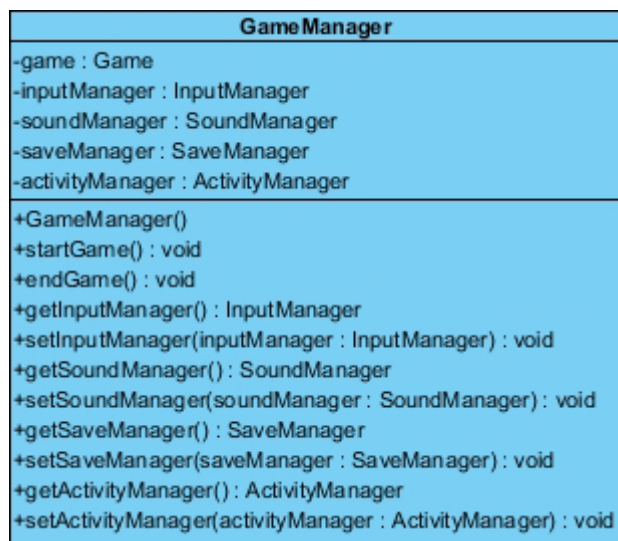 GameManager
-game : Game
-inputManager : InputManager
-soundManager : SoundManager
-saveManager : SaveManager
-activityManager : ActivityManager
+GameManager()
+startGame() : void
+endGame() : void
+getInputManager() : InputManager
+setInputManager(inputManager : InputManager) : void
+getSoundManager() : SoundManager
+setSoundManager(soundManager : SoundManager) : void
+getSaveManager() : SaveManager
+setSaveManager(saveManager : SaveManager) : void
+getActivityManager() : ActivityManager
+setActivityManager(activityManager : ActivityManager) : void